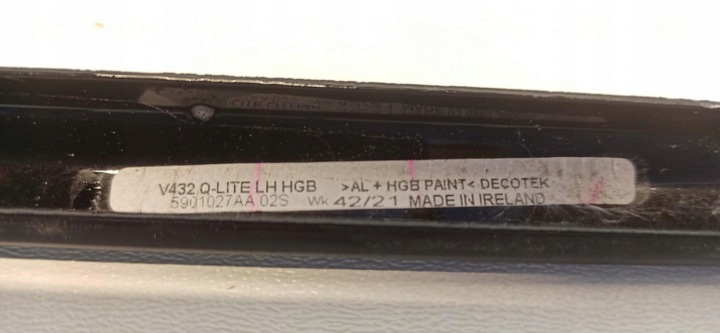 V432 Q-LITE LH HGB >AL + HGB PAINT< DECOTEK
5901027AA 02S Wk 42/21 MADE IN IRELAND